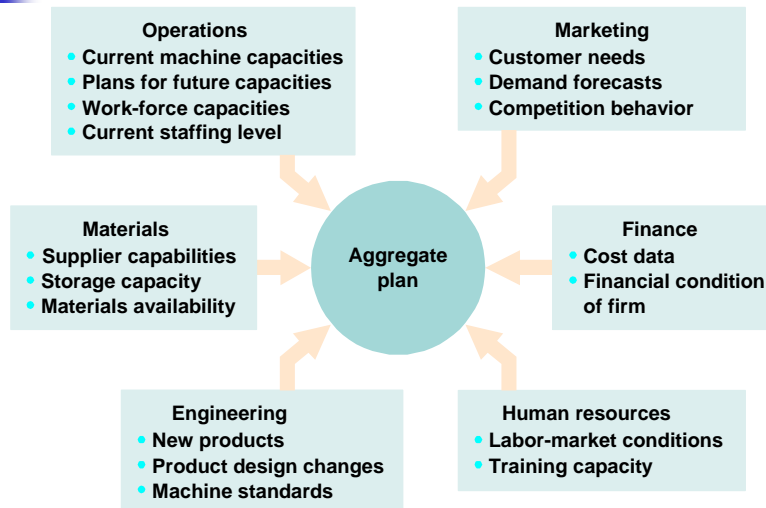 Operations
• Current machine capacities
• Plans for future capacities
• Work-force capacities
• Current staffing level
Marketing
• Customer needs
• Demand forecasts
• Competition behavior
Materials
• Supplier capabilities
• Storage capacity
• Materials availability
Aggregate
plan
Finance
• Cost data
• Financial condition
of firm
Engineering
• New products
• Product design changes
• Machine standards
Human resources
• Labor-market conditions
• Training capacity